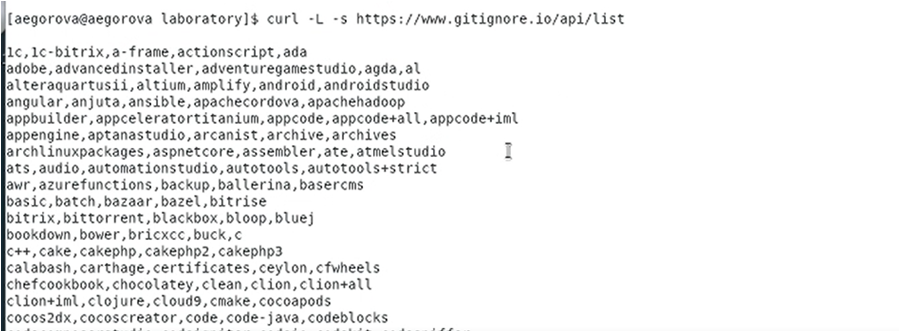 [aegorova@aegorova laboratory]$ curl -L -s https://www.gitignore.io/api/list
1c,1c-bitrix,a-frame,actionscript,ada
adobe,advancedinstaller,adventuregamestudio,agda,al
alteraquartusii,altium,amplify,android,androidstudio
angular,anjuta,ansible,apachecordova,apachehadoop
appbuilder,appceleratortitanium,appcode,appcode+all,appcode+iml
appengine,aptanastudio,arcanist,archive,archives
archlinuxpackages,aspnetcore,assembler,ate,atmelstudio
ats,audio,automationstudio,autotools,autotools+strict
awr,azurefunctions,backup,ballerina,basercms
basic,batch,bazaar,bazel,bitrise
bitrix,bittorrent,blackbox,bloop,bluej
bookdown,bower,bricxcc,buck,c
c++,cake,cakephp,cakephp2,cakephp3
calabash,carthage,certificates,ceylon,cfwheels
chefcookbook,chocolatey,clean,clion,clion+all
clion+iml,clojure,cloud9,cmake,cocoapods
cocos2dx,cocoscreator,code,code-java,codeblocks